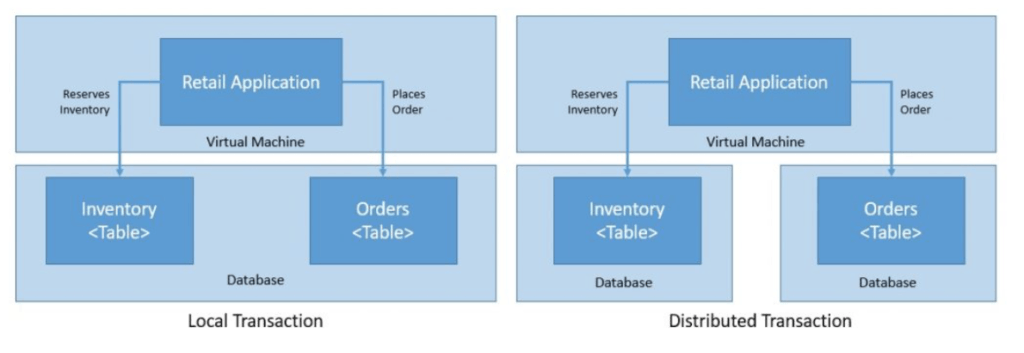 Retail Application
Reserves
Inventory
Places
Order
Virtual Machine
Inventory
<Table>
Orders
<Table>
Database
Local Transaction
Retail Application
Reserves
Inventory
Places
Order
Virtual Machine
Inventory
<Table>
Database
Orders
<Table>
Database
Distributed Transaction